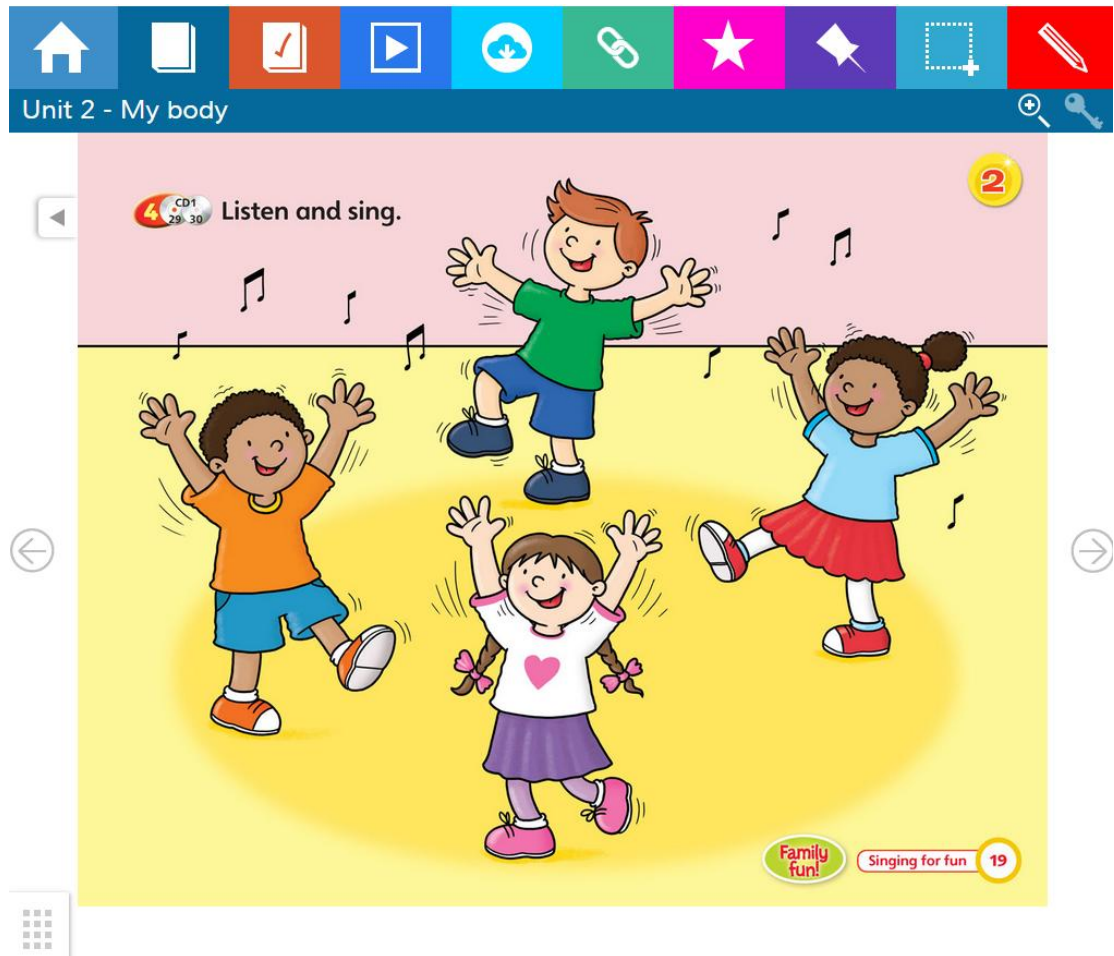 Unit 2 - My body
2
4 CD1 29 30 Listen and sing.
Family
fun!
Singing for fun 19